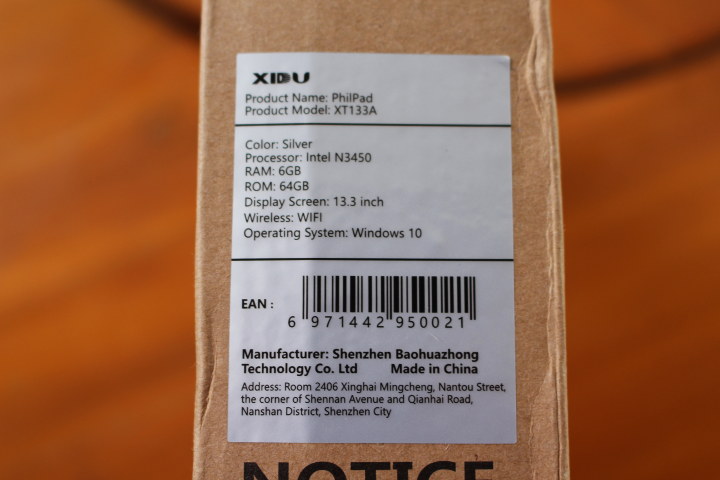 XIDU
Product Name: PhilPad
Product Model: XT133A
Color: Silver
Processor: Intel N3450
RAM: 6GB
ROM: 64GB
Display Screen: 13.3 inch
Wireless: WIFI
Operating System: Windows 10
EAN :
6 971442 950021
Manufacturer: Shenzhen Baohuazhong
Technology Co. Ltd Made in China
Address: Room 2406 Xinghai Mingcheng, Nantou Street,
the corner of Shennan Avenue and Qianhai Road,
Nanshan District, Shenzhen City
NOTICE